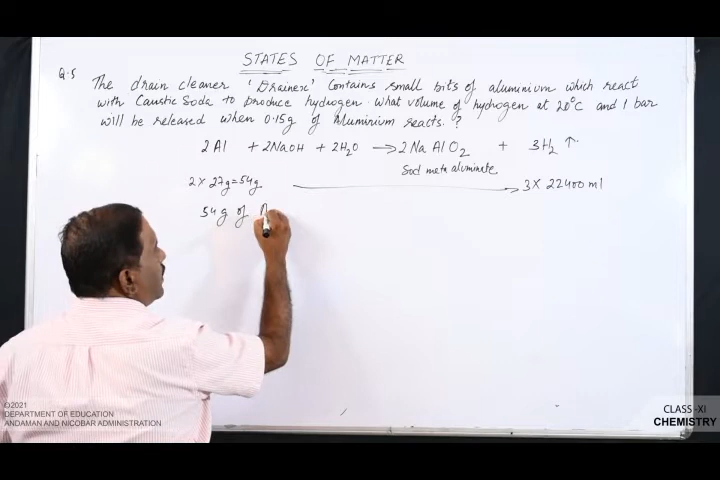 STATES OF MATTER
Q.5 The drain cleaner 'Drainex' Contains small bits of aluminium which react
with Caustic Soda to produce hydrogen. What volume of hydrogen at 20°C and 1 bar
will be released when 0.15g of Aluminium reacts.?
2Al + 2NaOH + 2H₂O → 2NaAlO₂ + 3H₂↑
Sod meta aluminate
2 × 27g = 54g → 3 × 22400 ml
54g of
©2021
DEPARTMENT OF EDUCATION
ANDAMAN AND NICOBAR ADMINISTRATION
CLASS -XI
CHEMISTRY